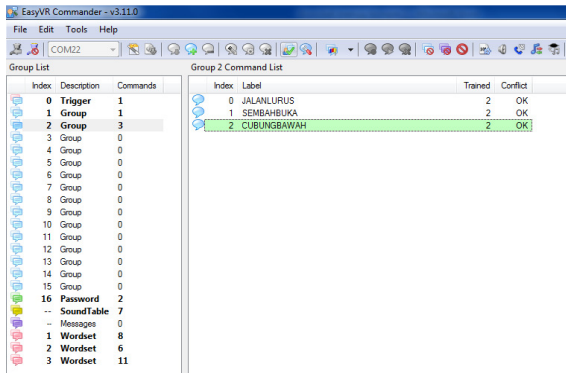 EasyVR Commander - v3.11.0
File Edit Tools Help
COM22
Group List
Index Description Commands
0 Trigger 1
1 Group 1
2 Group 3
3 Group 0
4 Group 0
5 Group 0
6 Group 0
7 Group 0
8 Group 0
9 Group 0
10 Group 0
11 Group 0
12 Group 0
13 Group 0
14 Group 0
15 Group 0
16 Password 2
-- SoundTable 7
-- Messages 0
1 Wordset 8
2 Wordset 6
3 Wordset 11
Group 2 Command List
Index Label Trained Conflict
0 JALANLURUS 2 OK
1 SEMBAHBUKA 2 OK
2 CUBUNGBAWAH 2 OK